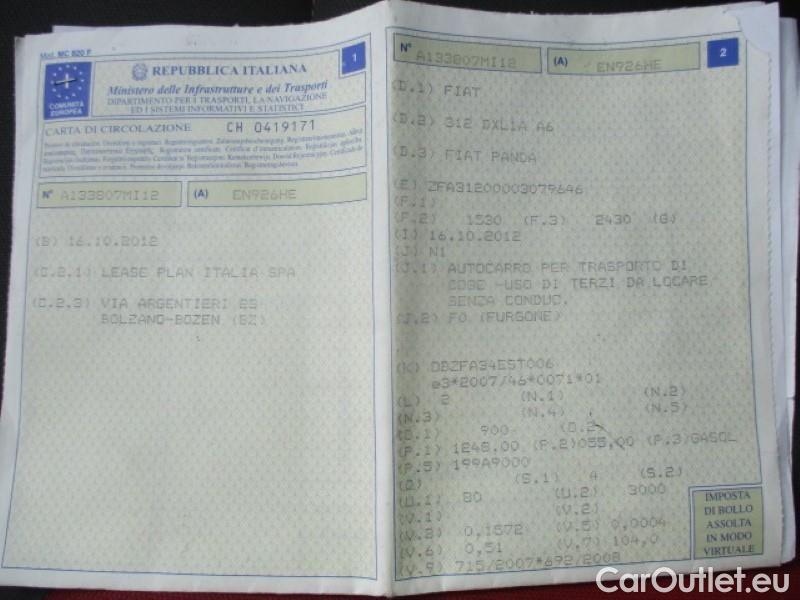 Mod. MC 820 F
1
COMUNITÀ
EUROPEA
REPUBBLICA ITALIANA
Ministero delle Infrastrutture e dei Trasporti
DIPARTIMENTO PER I TRASPORTI, LA NAVIGAZIONE
ED I SISTEMI INFORMATIVI E STATISTICI
CARTA DI CIRCOLAZIONE CH 0419171
N° A133807MI12 (A) EN926HE
(B) 16.10.2012
(C.2.1) LEASE PLAN ITALIA SPA
(C.2.3) VIA ARGENTIERI
BOLZANO-BOZEN (BZ)
N° A133807MI12 (A) EN926HE 2
(D.1) FIAT
(D.2) 312 DXL1A A6
(D.3) FIAT PANDA
(E) ZFA31200003079646
(F.1)
(F.2) 1530 (F.3) 2430 (G)
(I) 16.10.2012
(J) N1
(J.1) AUTOCARRO PER TRASPORTO DI
COSE -USO DI TERZI DA LOCARE
SENZA CONDUC.
(J.2) F0 (FURGONE)
(K) DBZFA34EST006
e3*2007/46*0071*01
(L) 2 (N.1) (N.2)
(N.3) (N.4) (N.5)
(O.1) 900 (O.2)
(P.1) 1248,00 (P.2)055,00 (P.3)GASOL
(P.5) 199A9000
(Q) (S.1) 4 (S.2)
(U.1) 80 (U.2) 3000
(V.1) (V.2)
(V.3) 0,1572 (V.5) 0,0004
(V.6) 0,51 (V.7) 104,0
(V.9) 715/2007*692/2008
IMPOSTA
DI BOLLO
ASSOLTA
IN MODO
VIRTUALE
CarOutlet.eu